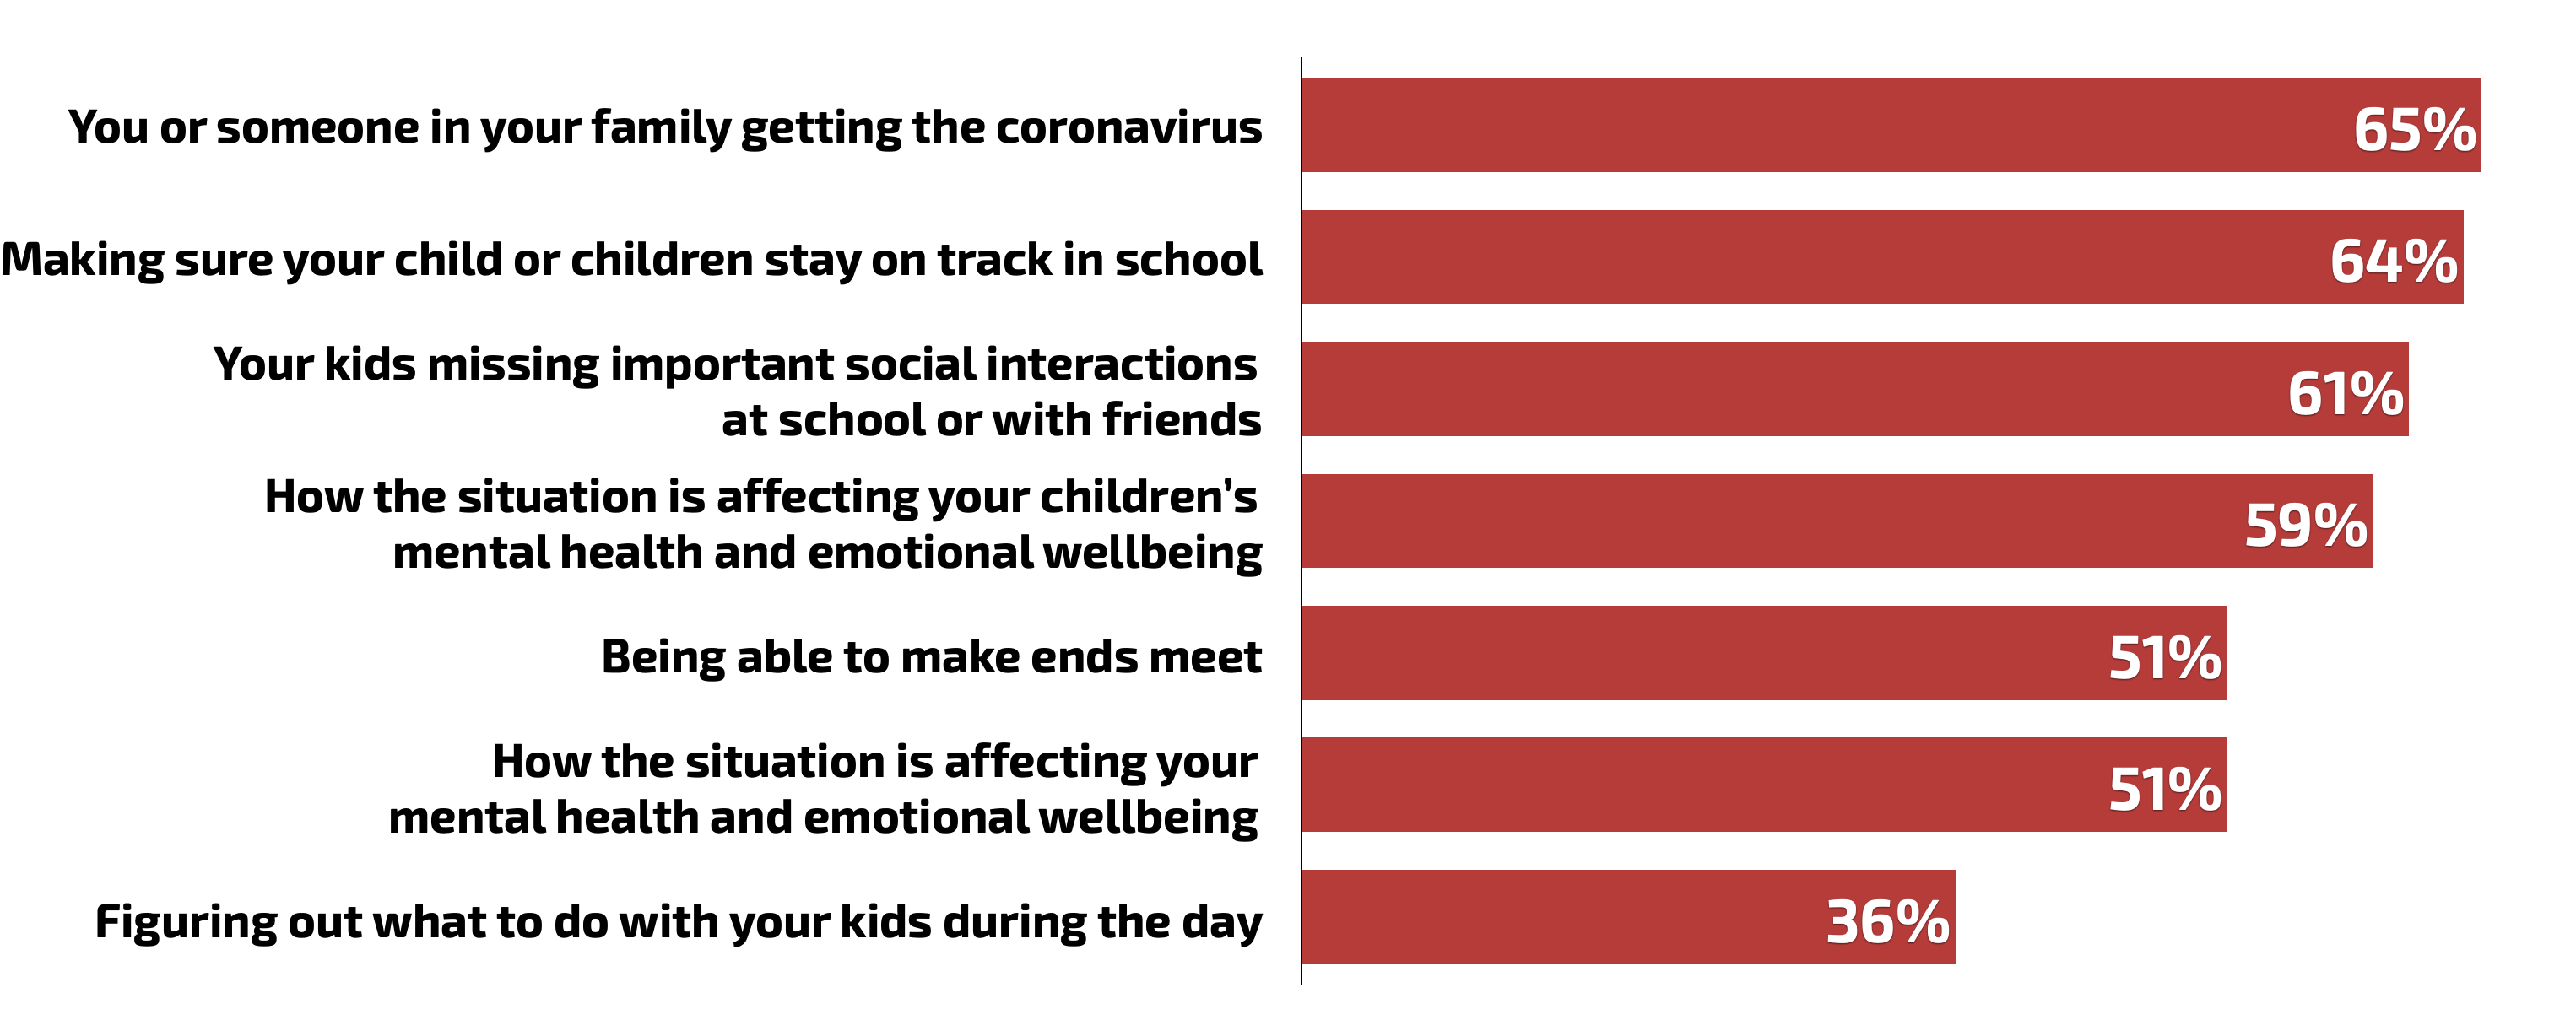 You or someone in your family getting the coronavirus
65%
Making sure your child or children stay on track in school
64%
Your kids missing important social interactions
at school or with friends
61%
How the situation is affecting your children’s
mental health and emotional wellbeing
59%
Being able to make ends meet
51%
How the situation is affecting your
mental health and emotional wellbeing
51%
Figuring out what to do with your kids during the day
36%